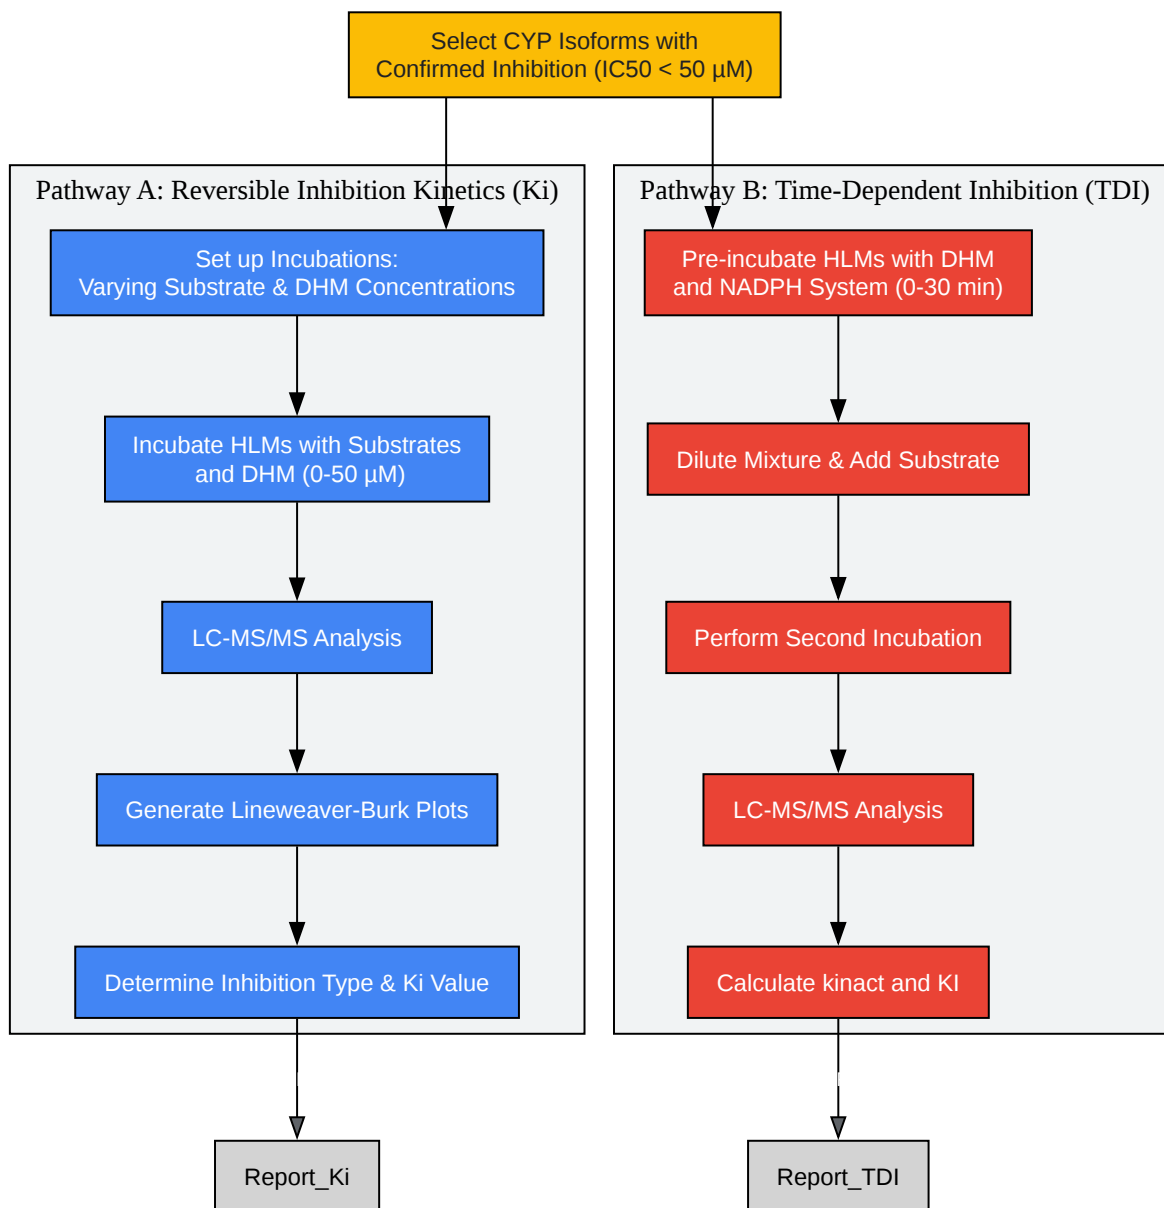 Select CYP Isoforms with
Confirmed Inhibition (IC50 < 50 µM)
Pathway A: Reversible Inhibition Kinetics (Ki)
Set up Incubations:
Varying Substrate & DHM Concentrations
Incubate HLMs with Substrates
and DHM (0-50 µM)
LC-MS/MS Analysis
Generate Lineweaver-Burk Plots
Determine Inhibition Type & Ki Value
Report_Ki
Pathway B: Time-Dependent Inhibition (TDI)
Pre-incubate HLMs with DHM
and NADPH System (0-30 min)
Dilute Mixture & Add Substrate
Perform Second Incubation
LC-MS/MS Analysis
Calculate kinact and KI
Report_TDI